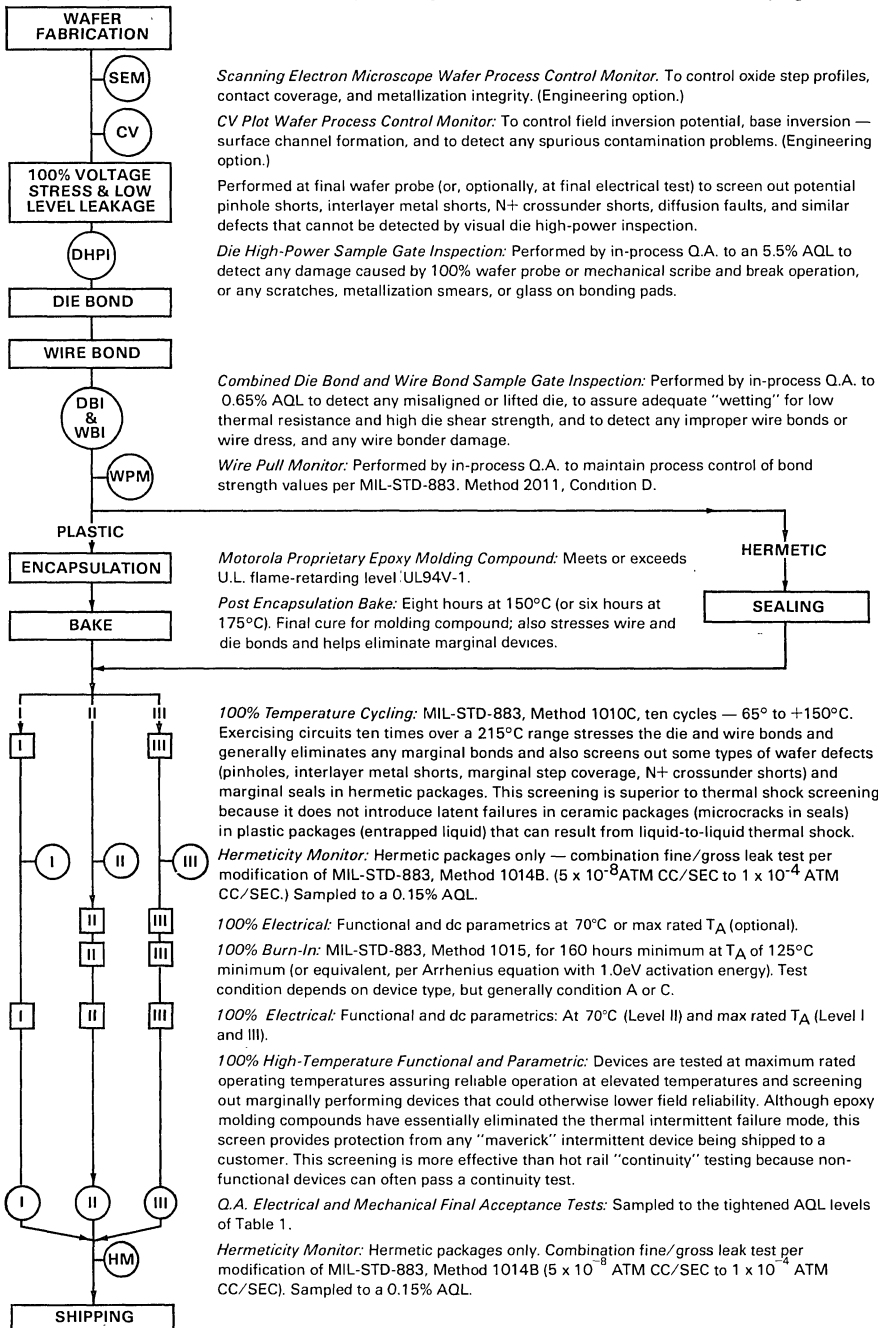 WAFER
FABRICATION
SEM
Scanning Electron Microscope Wafer Process Control Monitor. To control oxide step profiles,
contact coverage, and metallization integrity. (Engineering option.)
CV
CV Plot Wafer Process Control Monitor: To control field inversion potential, base inversion —
surface channel formation, and to detect any spurious contamination problems. (Engineering
option.)
100% VOLTAGE
STRESS & LOW
LEVEL LEAKAGE
Performed at final wafer probe (or, optionally, at final electrical test) to screen out potential
pinhole shorts, interlayer metal shorts, N+ crossunder shorts, diffusion faults, and similar
defects that cannot be detected by visual die high-power inspection.
DHPI
Die High-Power Sample Gate Inspection: Performed by in-process Q.A. to an 5.5% AQL to
detect any damage caused by 100% wafer probe or mechanical scribe and break operation,
or any scratches, metallization smears, or glass on bonding pads.
DIE BOND
WIRE BOND
DBI
&
WBI
Combined Die Bond and Wire Bond Sample Gate Inspection: Performed by in-process Q.A. to
0.65% AQL to detect any misaligned or lifted die, to assure adequate "wetting" for low
thermal resistance and high die shear strength, and to detect any improper wire bonds or
wire dress, and any wire bonder damage.
WPM
Wire Pull Monitor: Performed by in-process Q.A. to maintain process control of bond
strength values per MIL-STD-883. Method 2011, Condition D.
PLASTIC
HERMETIC
ENCAPSULATION
Motorola Proprietary Epoxy Molding Compound: Meets or exceeds
U.L. flame-retarding level UL94V-1.
SEALING
BAKE
Post Encapsulation Bake: Eight hours at 150°C (or six hours at
175°C). Final cure for molding compound; also stresses wire and
die bonds and helps eliminate marginal devices.
I II III
I III
100% Temperature Cycling: MIL-STD-883, Method 1010C, ten cycles — 65° to +150°C.
Exercising circuits ten times over a 215°C range stresses the die and wire bonds and
generally eliminates any marginal bonds and also screens out some types of wafer defects
(pinholes, interlayer metal shorts, marginal step coverage, N+ crossunder shorts) and
marginal seals in hermetic packages. This screening is superior to thermal shock screening
because it does not introduce latent failures in ceramic packages (microcracks in seals)
in plastic packages (entrapped liquid) that can result from liquid-to-liquid thermal shock.
I II III
Hermeticity Monitor: Hermetic packages only — combination fine/gross leak test per
modification of MIL-STD-883, Method 1014B. (5 x 10⁻⁸ATM CC/SEC to 1 x 10⁻⁴ ATM
CC/SEC.) Sampled to a 0.15% AQL.
II III
100% Electrical: Functional and dc parametrics at 70°C or max rated TA (optional).
II III
100% Burn-In: MIL-STD-883, Method 1015, for 160 hours minimum at TA of 125°C
minimum (or equivalent, per Arrhenius equation with 1.0eV activation energy). Test
condition depends on device type, but generally condition A or C.
I II III
100% Electrical: Functional and dc parametrics: At 70°C (Level II) and max rated TA (Level I
and III).
100% High-Temperature Functional and Parametric: Devices are tested at maximum rated
operating temperatures assuring reliable operation at elevated temperatures and screening
out marginally performing devices that could otherwise lower field reliability. Although epoxy
molding compounds have essentially eliminated the thermal intermittent failure mode, this
screen provides protection from any "maverick" intermittent device being shipped to a
customer. This screening is more effective than hot rail "continuity" testing because non-
functional devices can often pass a continuity test.
I II III
Q.A. Electrical and Mechanical Final Acceptance Tests: Sampled to the tightened AQL levels
of Table 1.
HM
Hermeticity Monitor: Hermetic packages only. Combination fine/gross leak test per
modification of MIL-STD-883, Method 1014B (5 x 10⁻⁸ ATM CC/SEC to 1 x 10⁻⁴ ATM
CC/SEC). Sampled to a 0.15% AQL.
SHIPPING